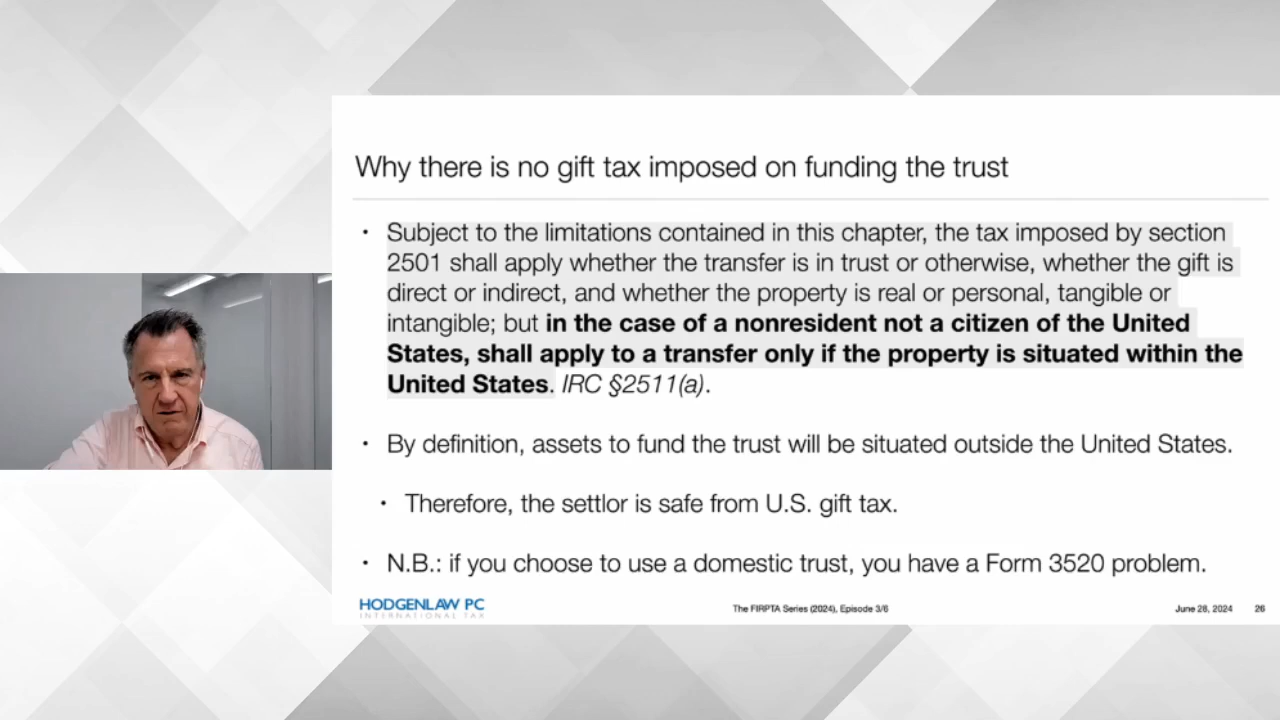 Why there is no gift tax imposed on funding the trust
• Subject to the limitations contained in this chapter, the tax imposed by section
2501 shall apply whether the transfer is in trust or otherwise, whether the gift is
direct or indirect, and whether the property is real or personal, tangible or
intangible; but in the case of a nonresident not a citizen of the United
States, shall apply to a transfer only if the property is situated within the
United States. IRC §2511(a).
• By definition, assets to fund the trust will be situated outside the United States.
• Therefore, the settlor is safe from U.S. gift tax.
• N.B.: if you choose to use a domestic trust, you have a Form 3520 problem.
HODGENLAW PC
INTERNATIONAL TAX
The FIRPTA Series (2024), Episode 3/6
June 28, 2024 26